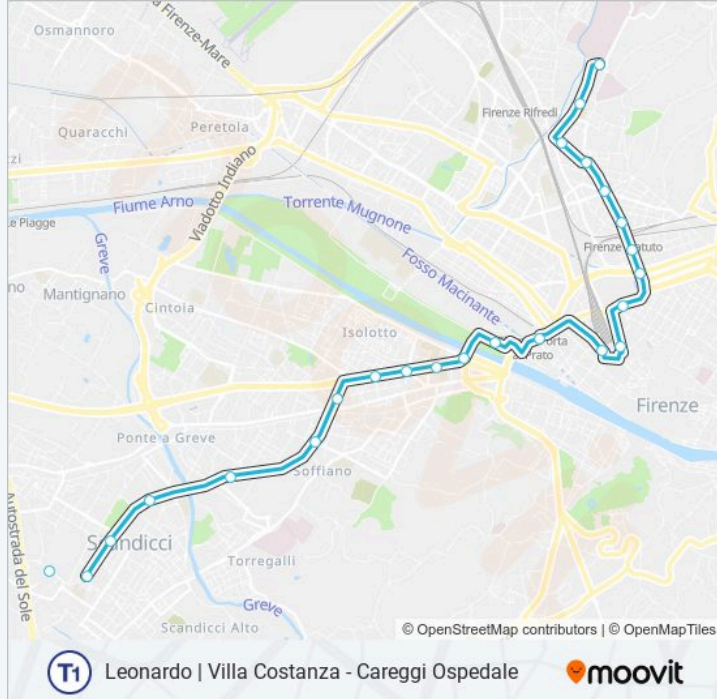 Osmannoro
a Firenze-Mare
Firenze Rifredi
Quaracchi
Peretola
zi
Viadotto Indiano
Fiume Arno
Torrente Mugnone
e Piagge
Greve
Firenze Statuto
Fosso Macinante
no
Mantignano
Cintoia
Isolotto
Porta
al Prato
Firenze
Ponte a Greve
Soffiano
Autostrada del Sole
Scandicci
Torregalli
Greve
Scandicci Alto
© OpenStreetMap contributors | © OpenMapTiles
T1 Leonardo | Villa Costanza - Careggi Ospedale moovit